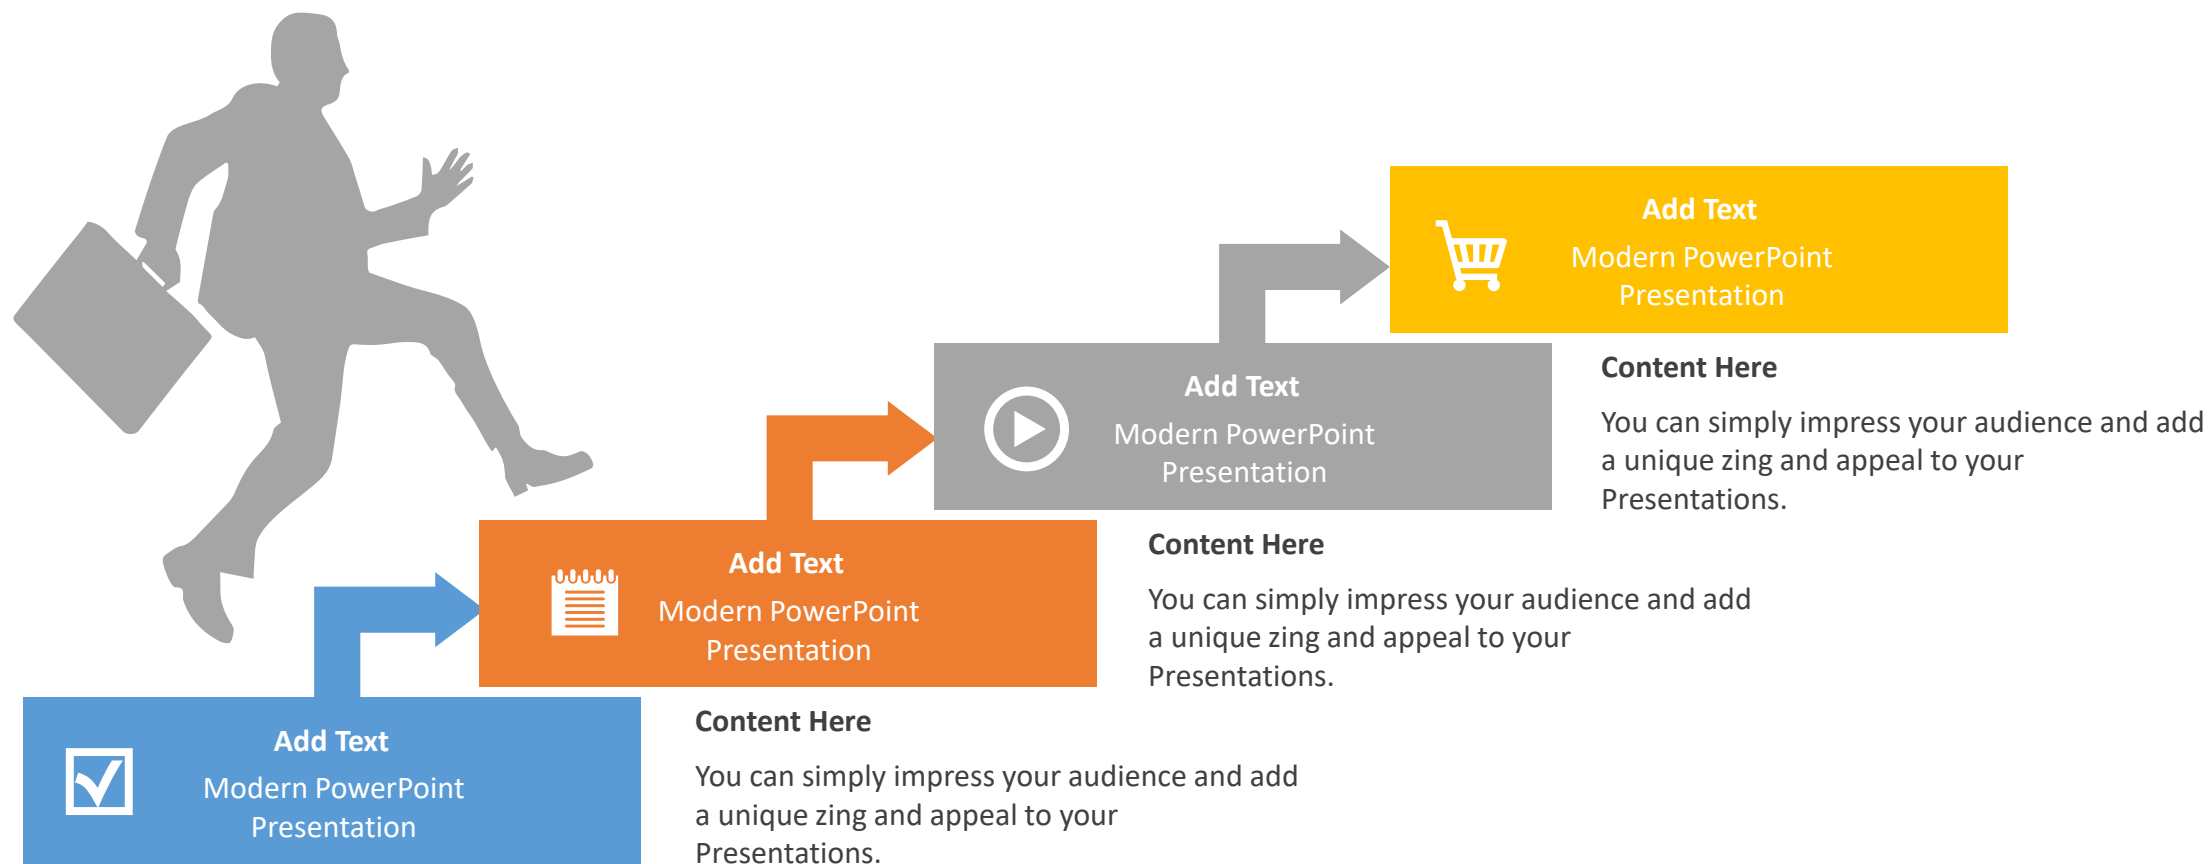 Add Text
Modern PowerPoint
Presentation
Content Here
You can simply impress your audience and add
a unique zing and appeal to your
Presentations.
Add Text
Modern PowerPoint
Presentation
Content Here
You can simply impress your audience and add
a unique zing and appeal to your
Presentations.
Add Text
Modern PowerPoint
Presentation
Content Here
You can simply impress your audience and add
a unique zing and appeal to your
Presentations.
Add Text
Modern PowerPoint
Presentation